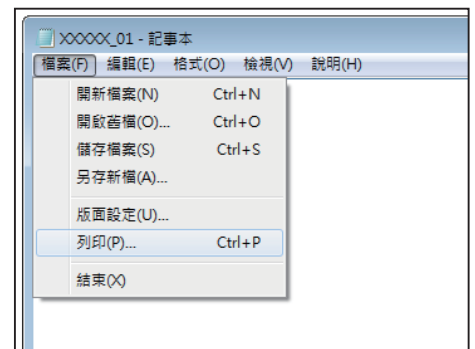 XXXXX_01 - 記事本
檔案(F) 編輯(E) 格式(O) 檢視(V) 說明(H)
開新檔案(N) Ctrl+N
開啟舊檔(O)... Ctrl+O
儲存檔案(S) Ctrl+S
另存新檔(A)...
版面設定(U)...
列印(P)... Ctrl+P
結束(X)